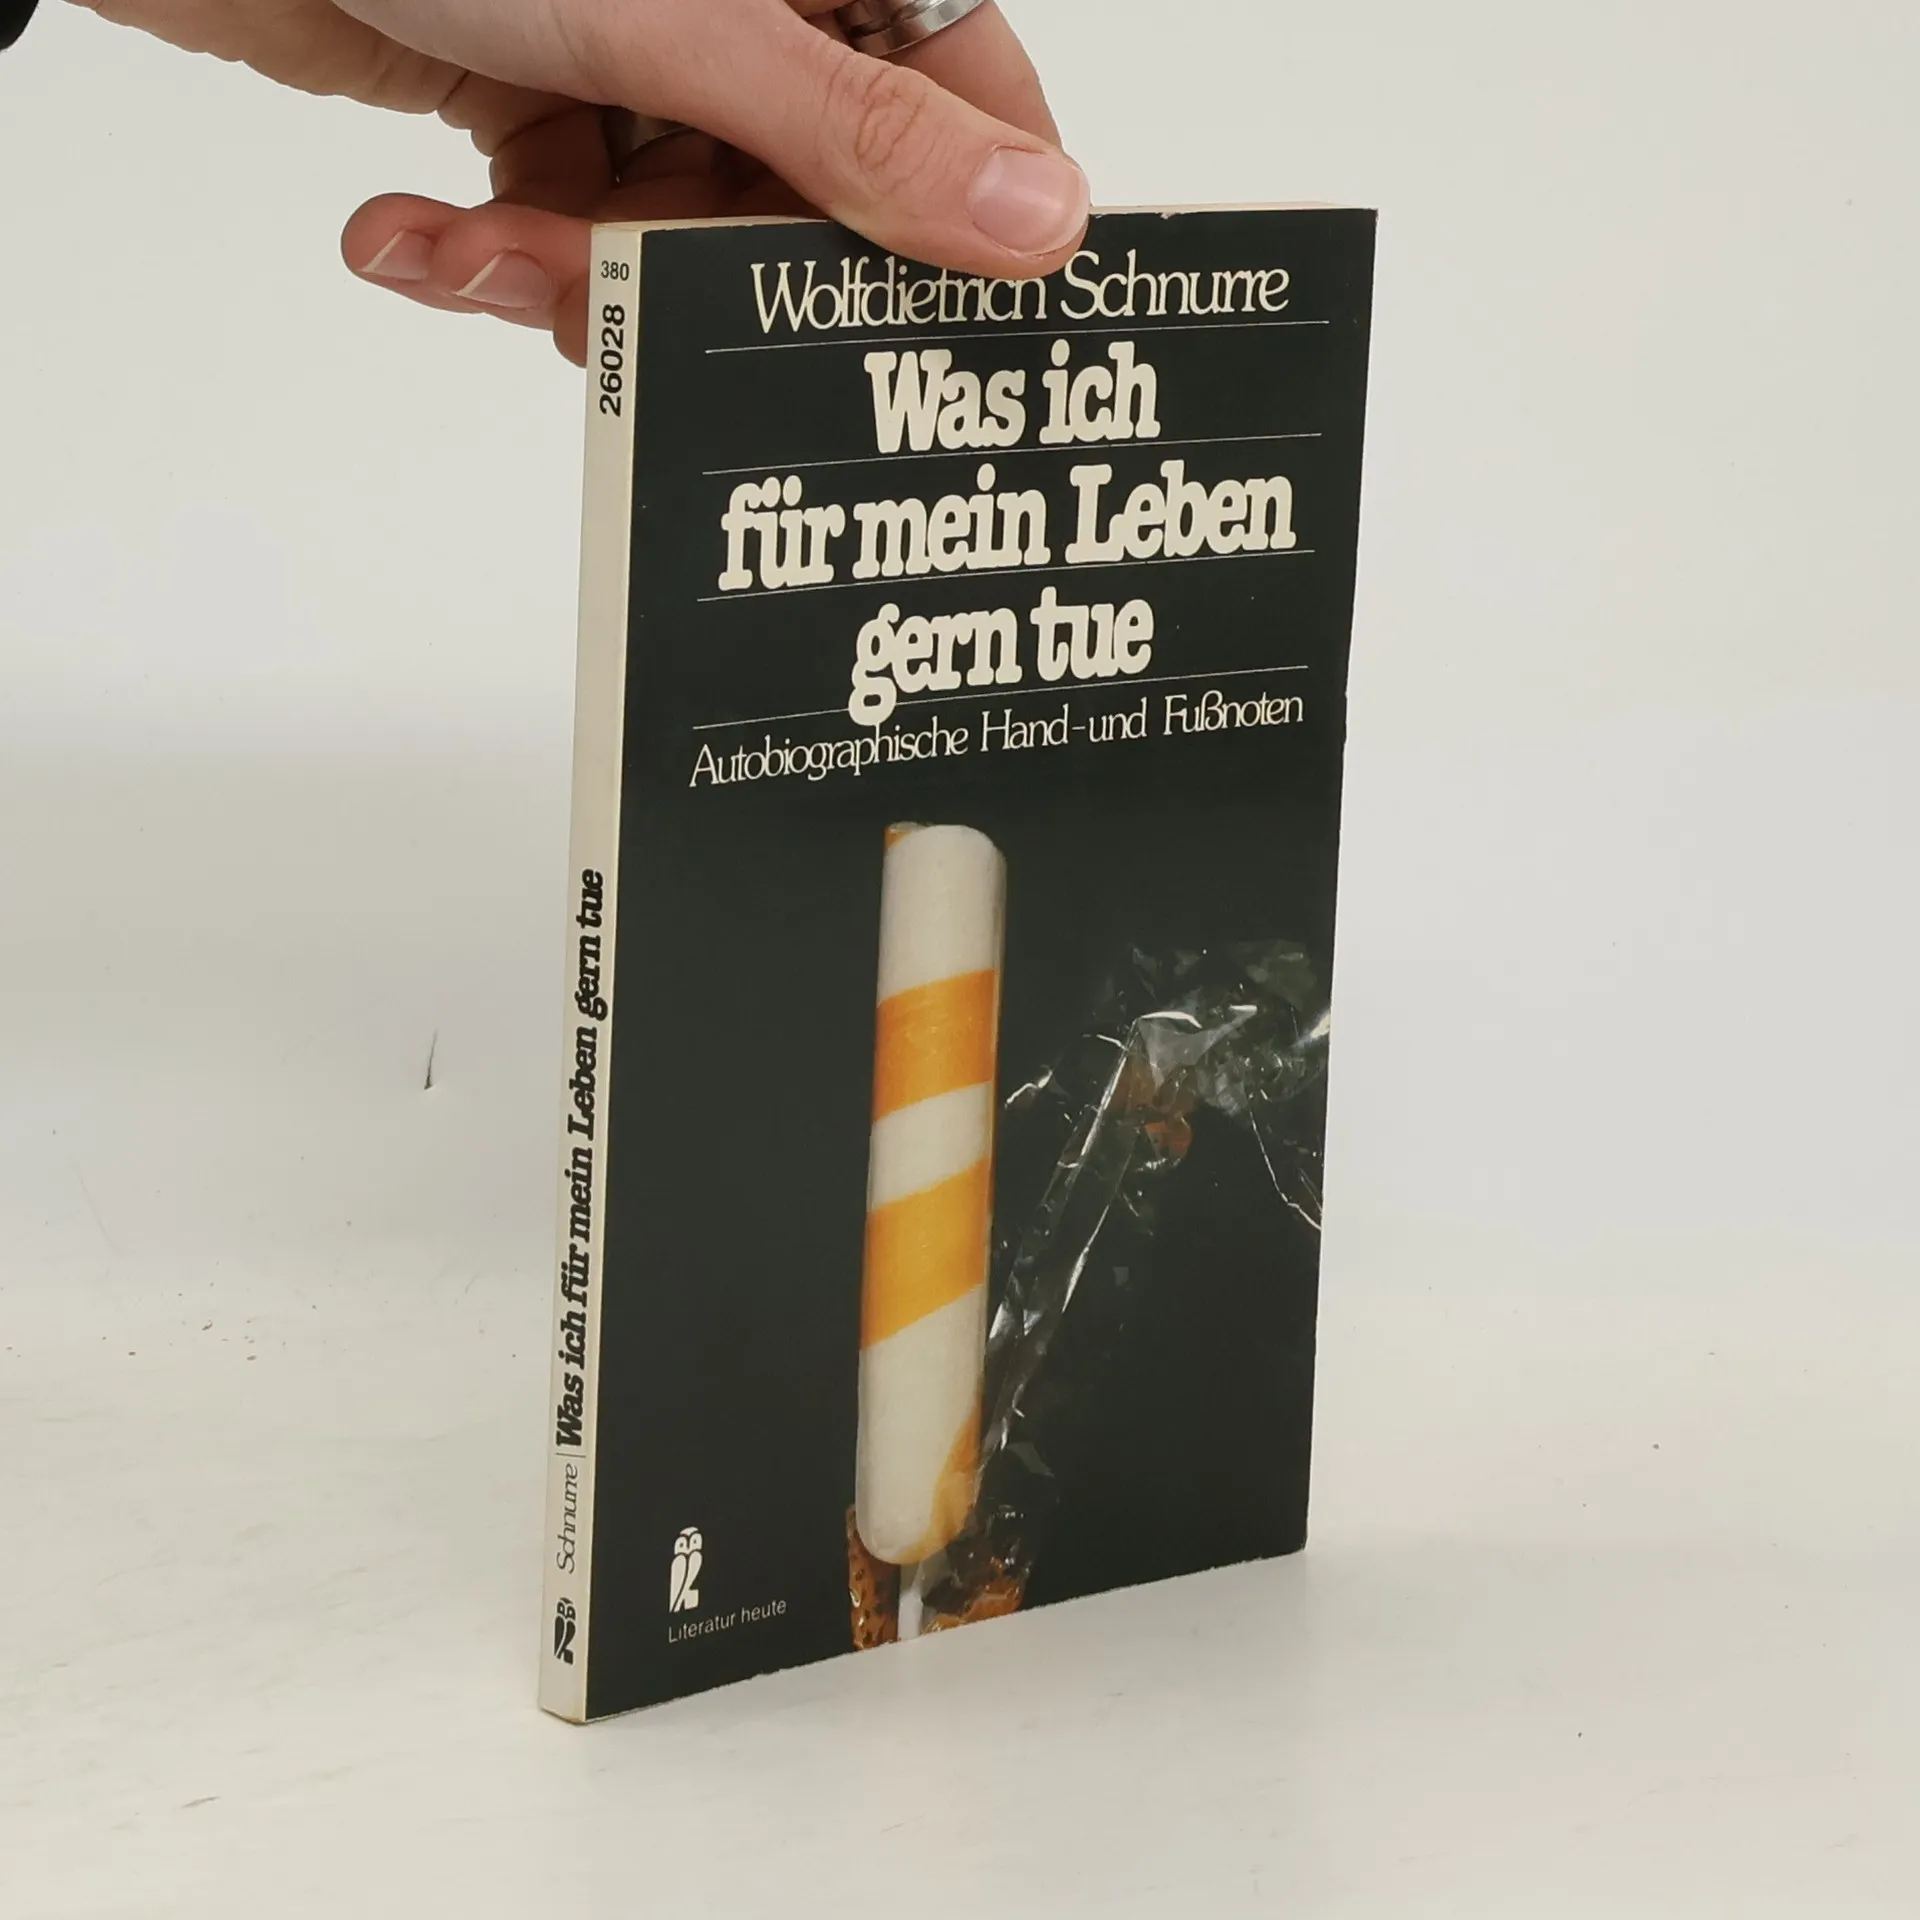 Wolfdietrich Schnurre
Was ich
für mein Leben
gern tue
Autobiographische Hand-und Fußnoten
Literatur heute
380
26028
Schnurre Was ich für mein Leben gern tue